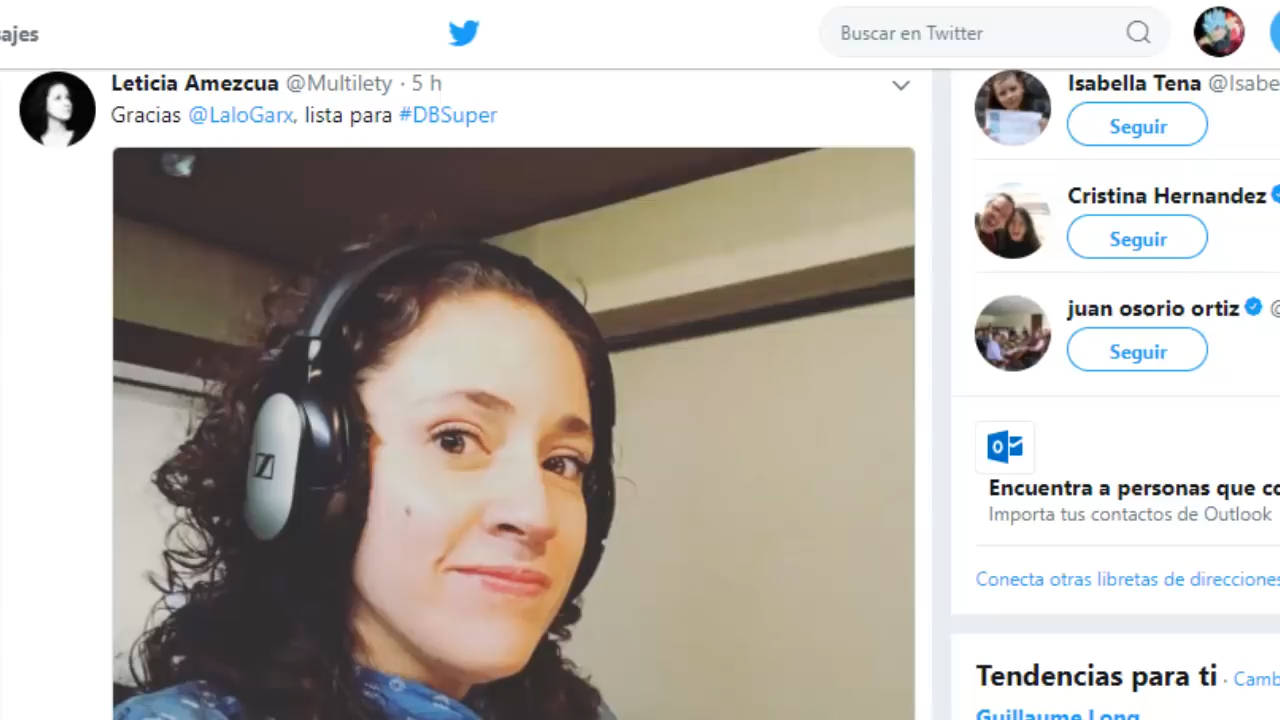 sajes
Buscar en Twitter
Leticia Amezcua @Multilety · 5 h
Gracias @LaloGarx, lista para #DBSuper
Isabella Tena @Isabe
Seguir
Cristina Hernandez
Seguir
juan osorio ortiz @
Seguir
Encuentra a personas que co
Importa tus contactos de Outlook
Conecta otras libretas de direcciones
Tendencias para ti · Camb
Guillaume Long